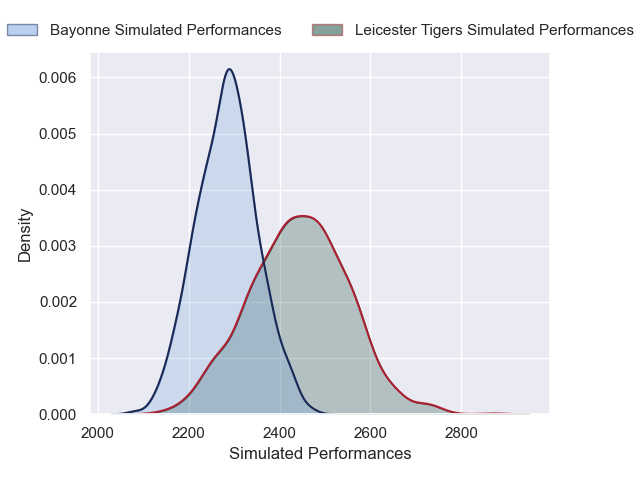 Bayonne Simulated Performances Leicester Tigers Simulated Performances
0.006
0.005
0.004
0.003
0.002
0.001
0.000
Density
2000 2200 2400 2600 2800
Simulated Performances